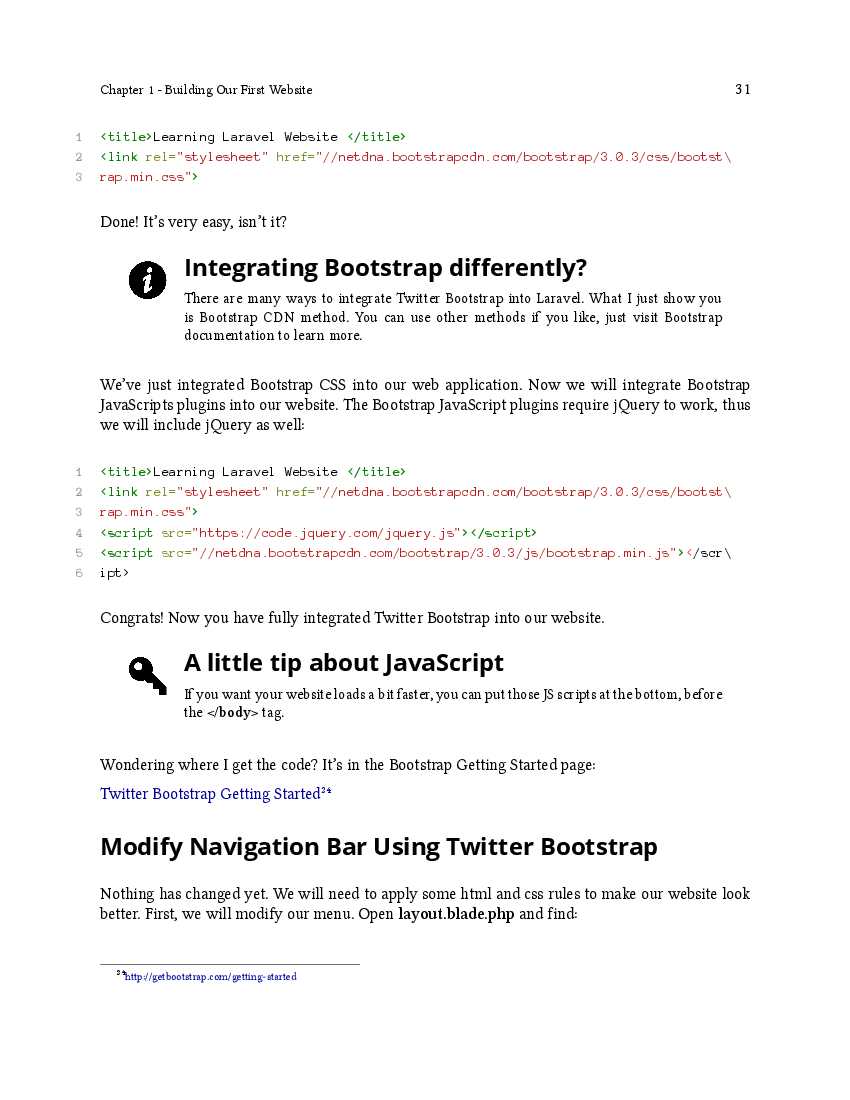 Chapter 1 - Building Our First Website 31
1 <title>Learning Laravel Website </title>
2 <link rel="stylesheet" href="//netdna.bootstrapcdn.com/bootstrap/3.0.3/css/bootst\
3 rap.min.css">
Done! It's very easy, isn't it?
Integrating Bootstrap differently?
There are many ways to integrate Twitter Bootstrap into Laravel. What I just show you
is Bootstrap CDN method. You can use other methods if you like, just visit Bootstrap
documentation to learn more.
We've just integrated Bootstrap CSS into our web application. Now we will integrate Bootstrap
JavaScripts plugins into our website. The Bootstrap JavaScript plugins require jQuery to work, thus
we will include jQuery as well:
1 <title>Learning Laravel Website </title>
2 <link rel="stylesheet" href="//netdna.bootstrapcdn.com/bootstrap/3.0.3/css/bootst\
3 rap.min.css">
4 <script src="https://code.jquery.com/jquery.js"></script>
5 <script src="//netdna.bootstrapcdn.com/bootstrap/3.0.3/js/bootstrap.min.js"></scr\
6 ipt>
Congrats! Now you have fully integrated Twitter Bootstrap into our website.
A little tip about JavaScript
If you want your website loads a bit faster, you can put those JS scripts at the bottom, before
the </body> tag.
Wondering where I get the code? It's in the Bootstrap Getting Started page:
Twitter Bootstrap Getting Started²⁴
Modify Navigation Bar Using Twitter Bootstrap
Nothing has changed yet. We will need to apply some html and css rules to make our website look
better. First, we will modify our menu. Open layout.blade.php and find:
²⁴http://getbootstrap.com/getting-started